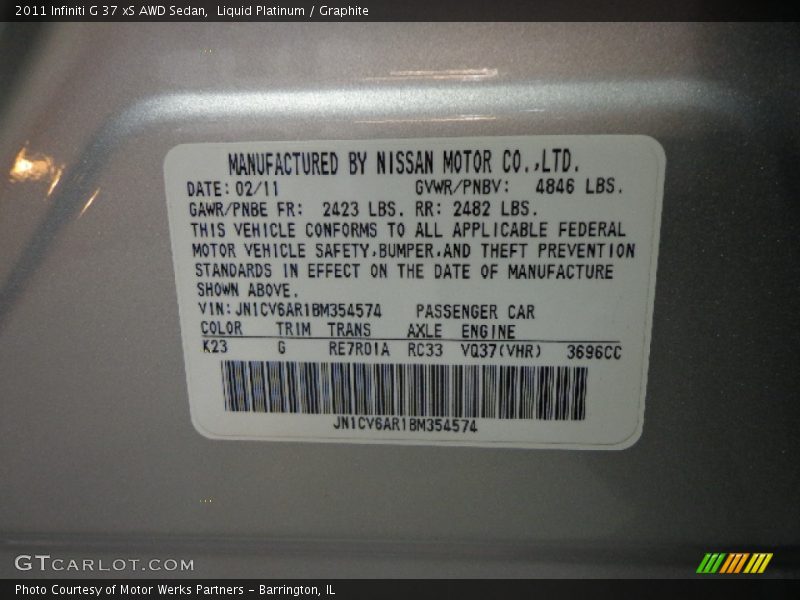 2011 Infiniti G 37 xS AWD Sedan,  Liquid Platinum / Graphite
MANUFACTURED BY NISSAN MOTOR CO.,LTD.
DATE: 02/11 GVWR/PNBV: 4846 LBS.
GAWR/PNBE FR: 2423 LBS. RR: 2482 LBS.
THIS VEHICLE CONFORMS TO ALL APPLICABLE FEDERAL
MOTOR VEHICLE SAFETY,BUMPER,AND THEFT PREVENTION
STANDARDS IN EFFECT ON THE DATE OF MANUFACTURE
SHOWN ABOVE.
VIN: JN1CV6AR1BM354574 PASSENGER CAR
COLOR TRIM TRANS AXLE ENGINE
K23 G RE7R01A RC33 VQ37(VHR) 3696CC
JN1CV6AR1BM354574
GTCARLOT.COM
Photo Courtesy of Motor Werks Partners - Barrington, IL